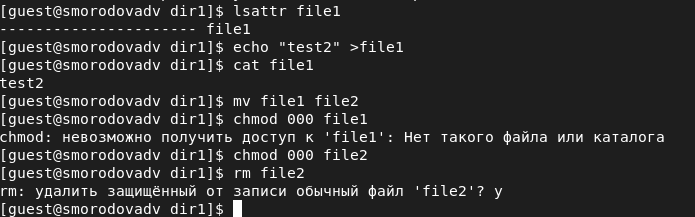 [guest@smorodovadv dir1]$ lsattr file1
---------------------- file1
[guest@smorodovadv dir1]$ echo "test2" >file1
[guest@smorodovadv dir1]$ cat file1
test2
[guest@smorodovadv dir1]$ mv file1 file2
[guest@smorodovadv dir1]$ chmod 000 file1
chmod: невозможно получить доступ к 'file1': Нет такого файла или каталога
[guest@smorodovadv dir1]$ chmod 000 file2
[guest@smorodovadv dir1]$ rm file2
rm: удалить защищённый от записи обычный файл 'file2'? y
[guest@smorodovadv dir1]$